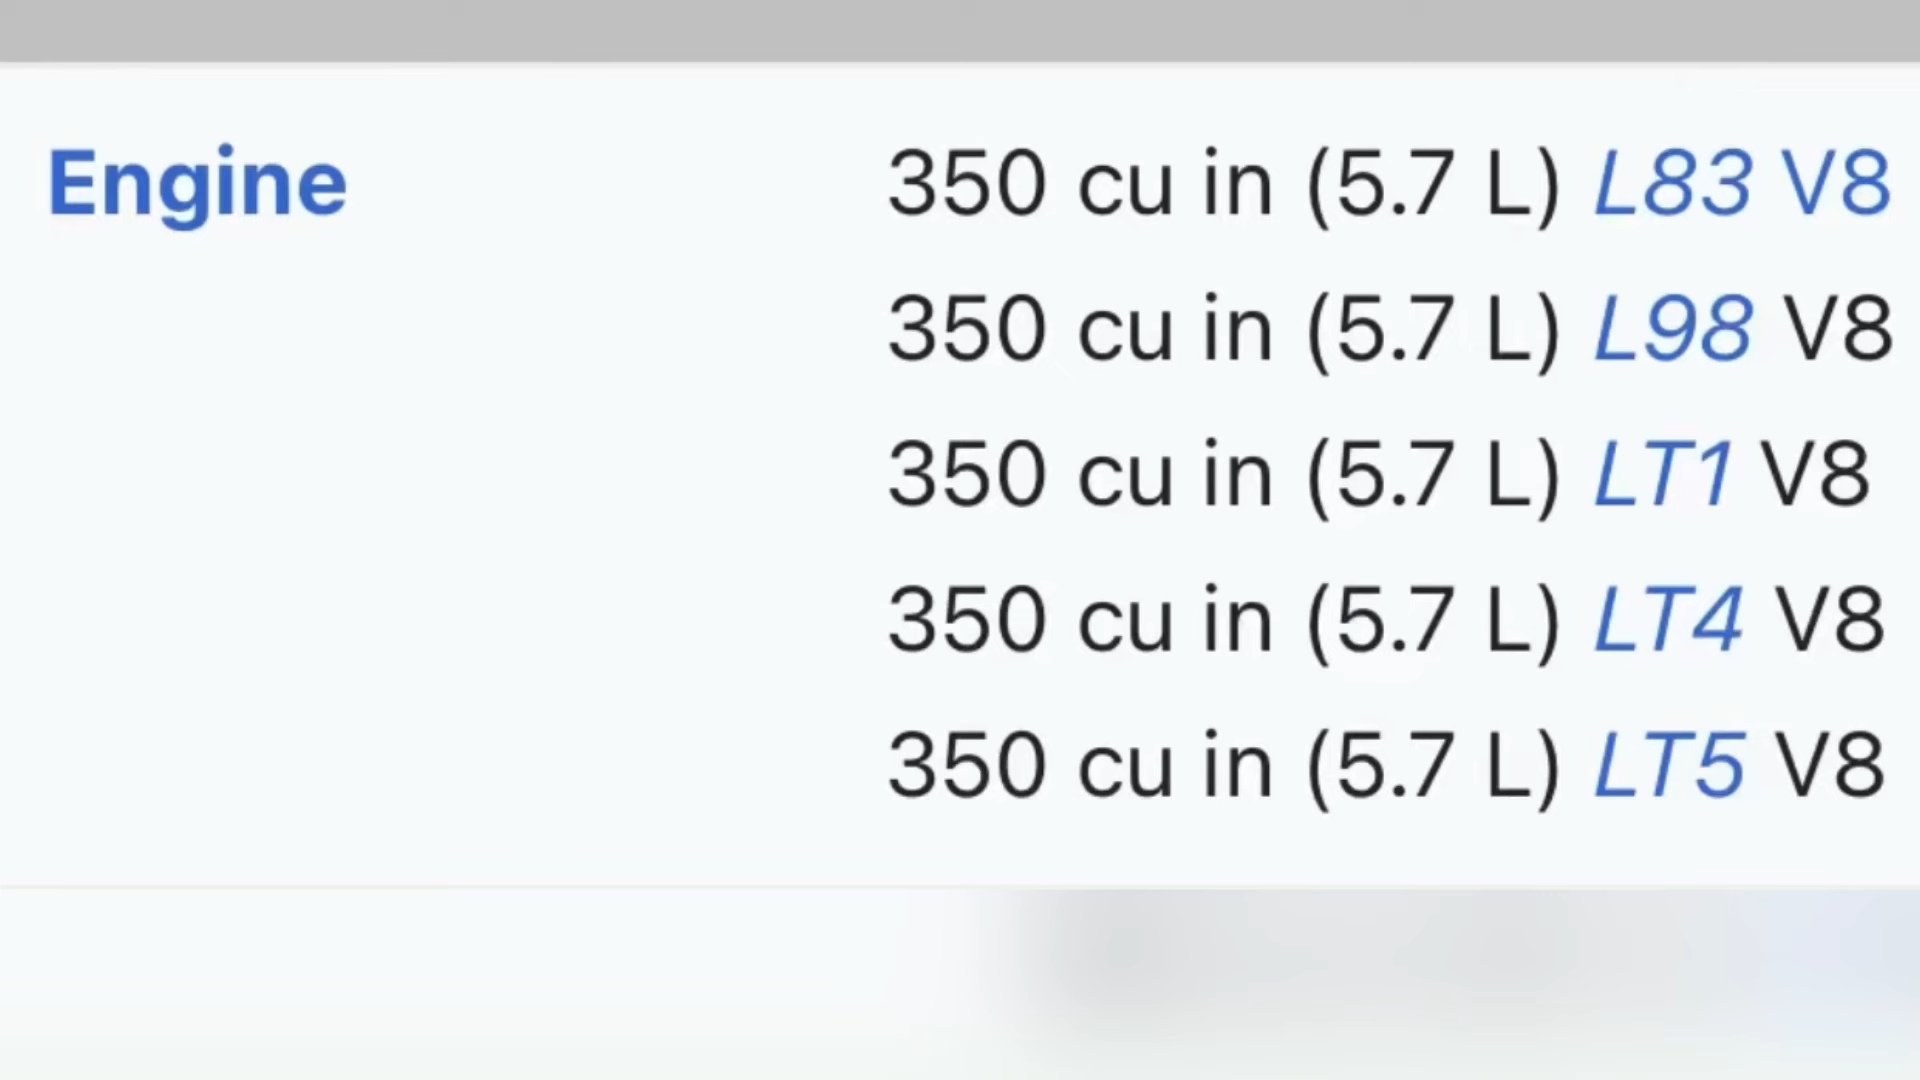 Engine 350 cu in (5.7 L) L83 V8
350 cu in (5.7 L) L98 V8
350 cu in (5.7 L) LT1 V8
350 cu in (5.7 L) LT4 V8
350 cu in (5.7 L) LT5 V8